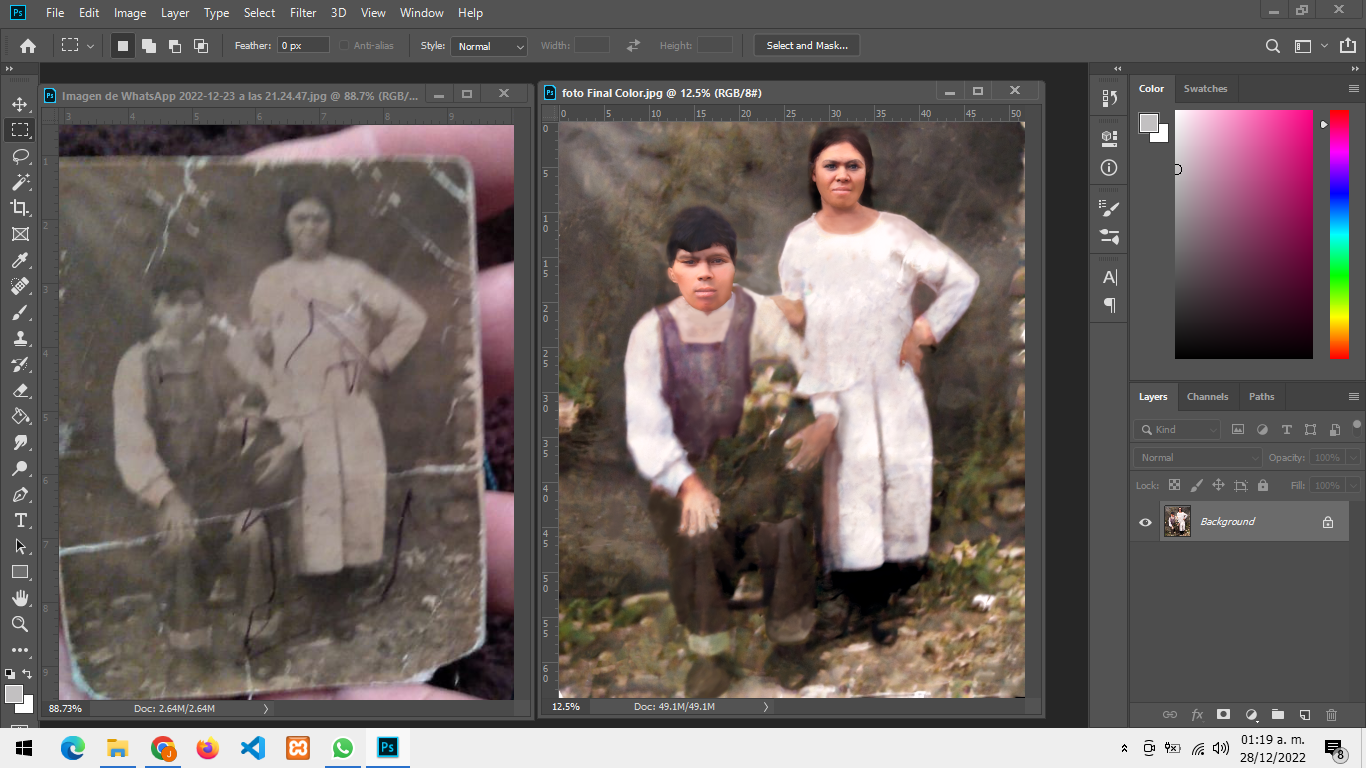 Ps File Edit Image Layer Type Select Filter 3D View Window Help
Feather: 0 px Anti-alias Style: Normal Width: Height: Select and Mask...
Ps Imagen de WhatsApp 2022-12-23 a las 21.24.47.jpg @ 88.7% (RGB/...
3 4 5 6 7 8 9
1
2
3
4
5
6
7
8
9
88.73% Doc: 2.64M/2.64M
Ps foto Final Color.jpg @ 12.5% (RGB/8#)
0 5 10 15 20 25 30 35 40 45 50
0
5
10
15
20
25
30
35
40
45
50
55
60
12.5% Doc: 49.1M/49.1M
Color Swatches
Layers Channels Paths
Kind
Normal Opacity: 100%
Lock: Fill: 100%
Background
fx
Ps
01:19 a. m.
28/12/2022
8